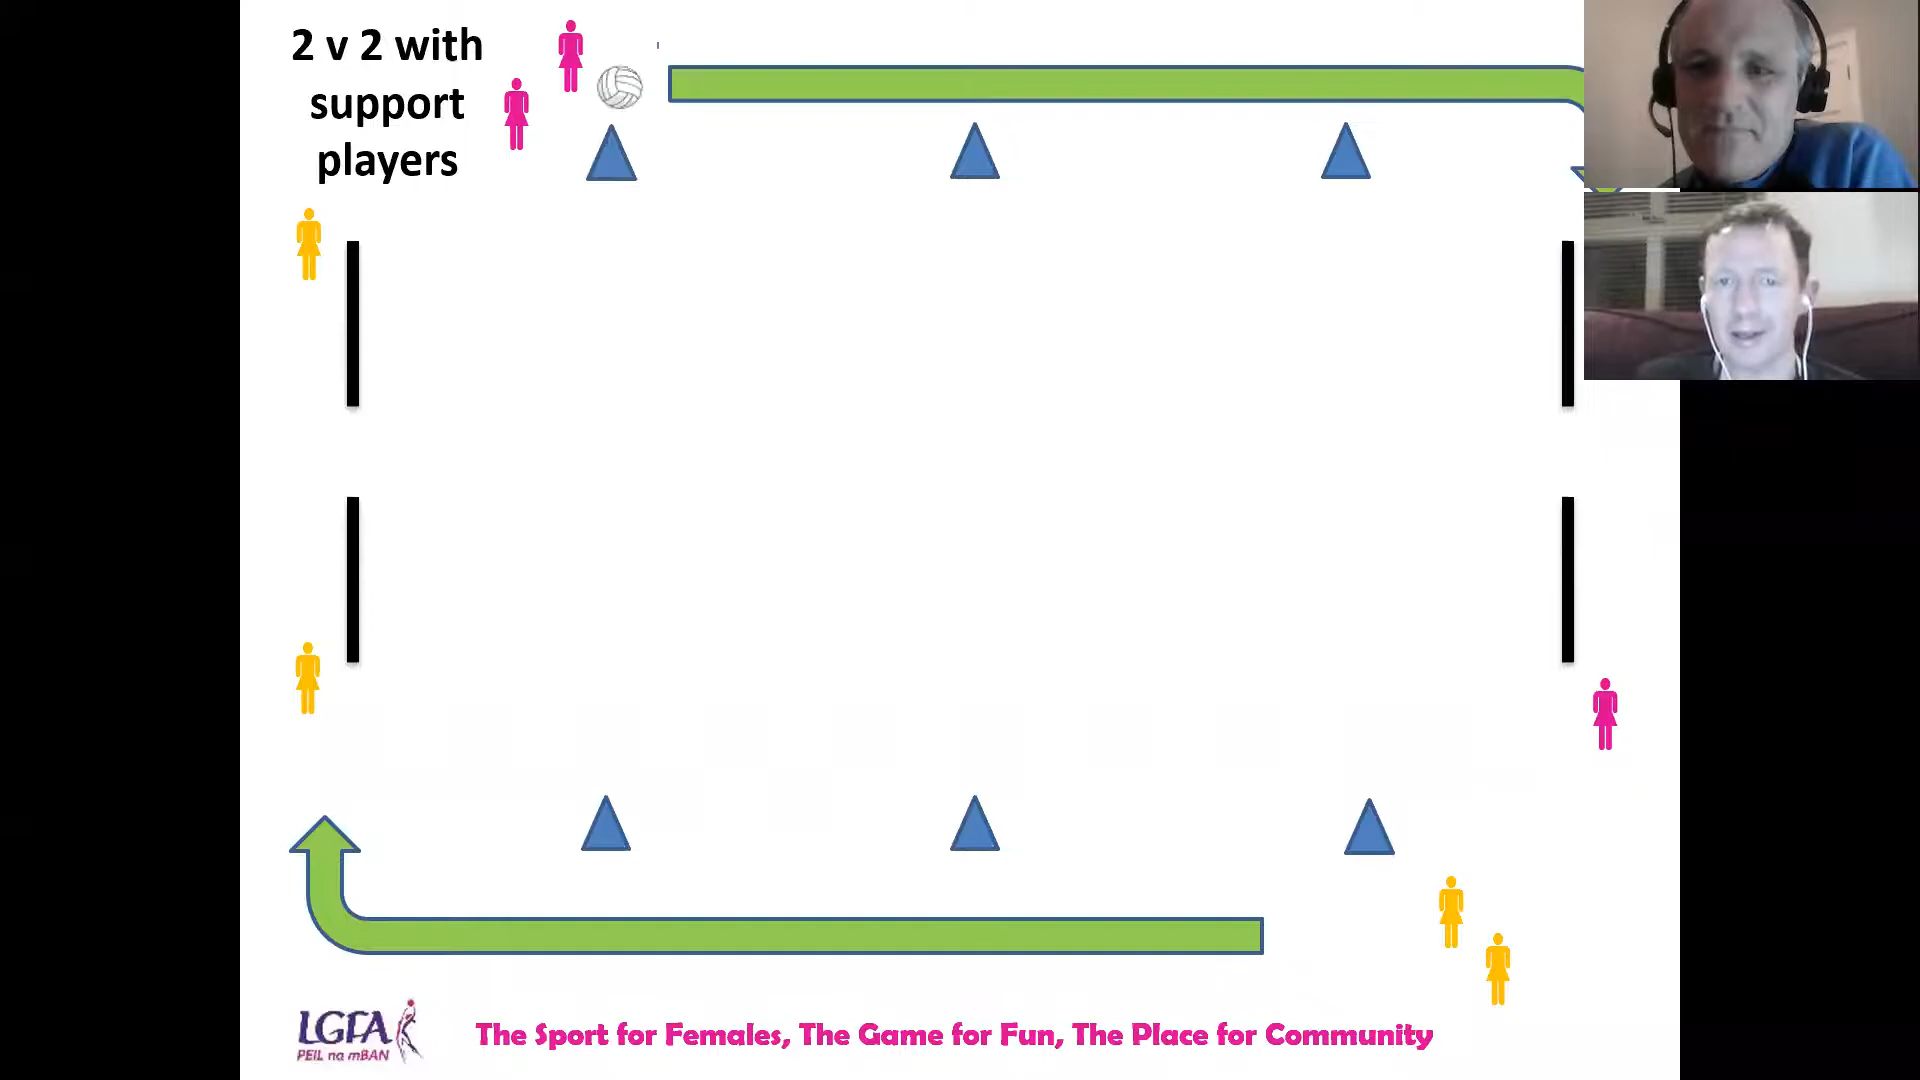 2 v 2 with
support
players
LGFA
PEIL na mBAN
The Sport for Females, The Game for Fun, The Place for Community